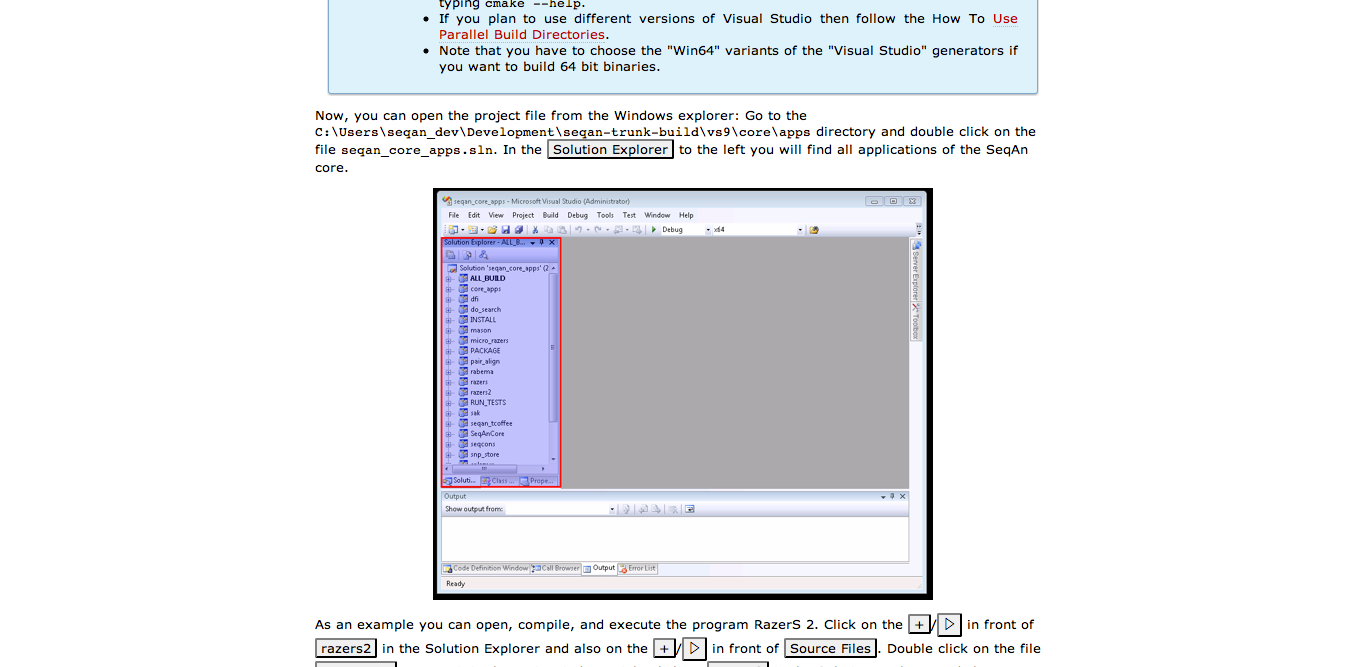 typing cmake --help.
• If you plan to use different versions of Visual Studio then follow the How To Use
Parallel Build Directories.
• Note that you have to choose the "Win64" variants of the "Visual Studio" generators if
you want to build 64 bit binaries.
Now, you can open the project file from the Windows explorer: Go to the
C:\Users\seqan_dev\Development\seqan-trunk-build\vs9\core\apps directory and double click on the
file seqan_core_apps.sln. In the Solution Explorer to the left you will find all applications of the SeqAn
core.
seqan_core_apps - Microsoft Visual Studio (Administrator)
File Edit View Project Build Debug Tools Test Window Help
Debug x64
Solution Explorer - ALL_B...
Solution 'seqan_core_apps' (2
ALL_BUILD
core_apps
dfi
do_search
INSTALL
mason
micro_razers
PACKAGE
pair_align
rabema
razers
razers2
RUN_TESTS
sak
seqan_tcoffee
SeqAnCore
seqcons
snp_store
Soluti... Class ... Prope...
Server Explorer
Toolbox
Output
Show output from:
Code Definition Window Call Browser Output Error List
Ready
As an example you can open, compile, and execute the program RazerS 2. Click on the +/▷ in front of
razers2 in the Solution Explorer and also on the +/▷ in front of Source Files. Double click on the file